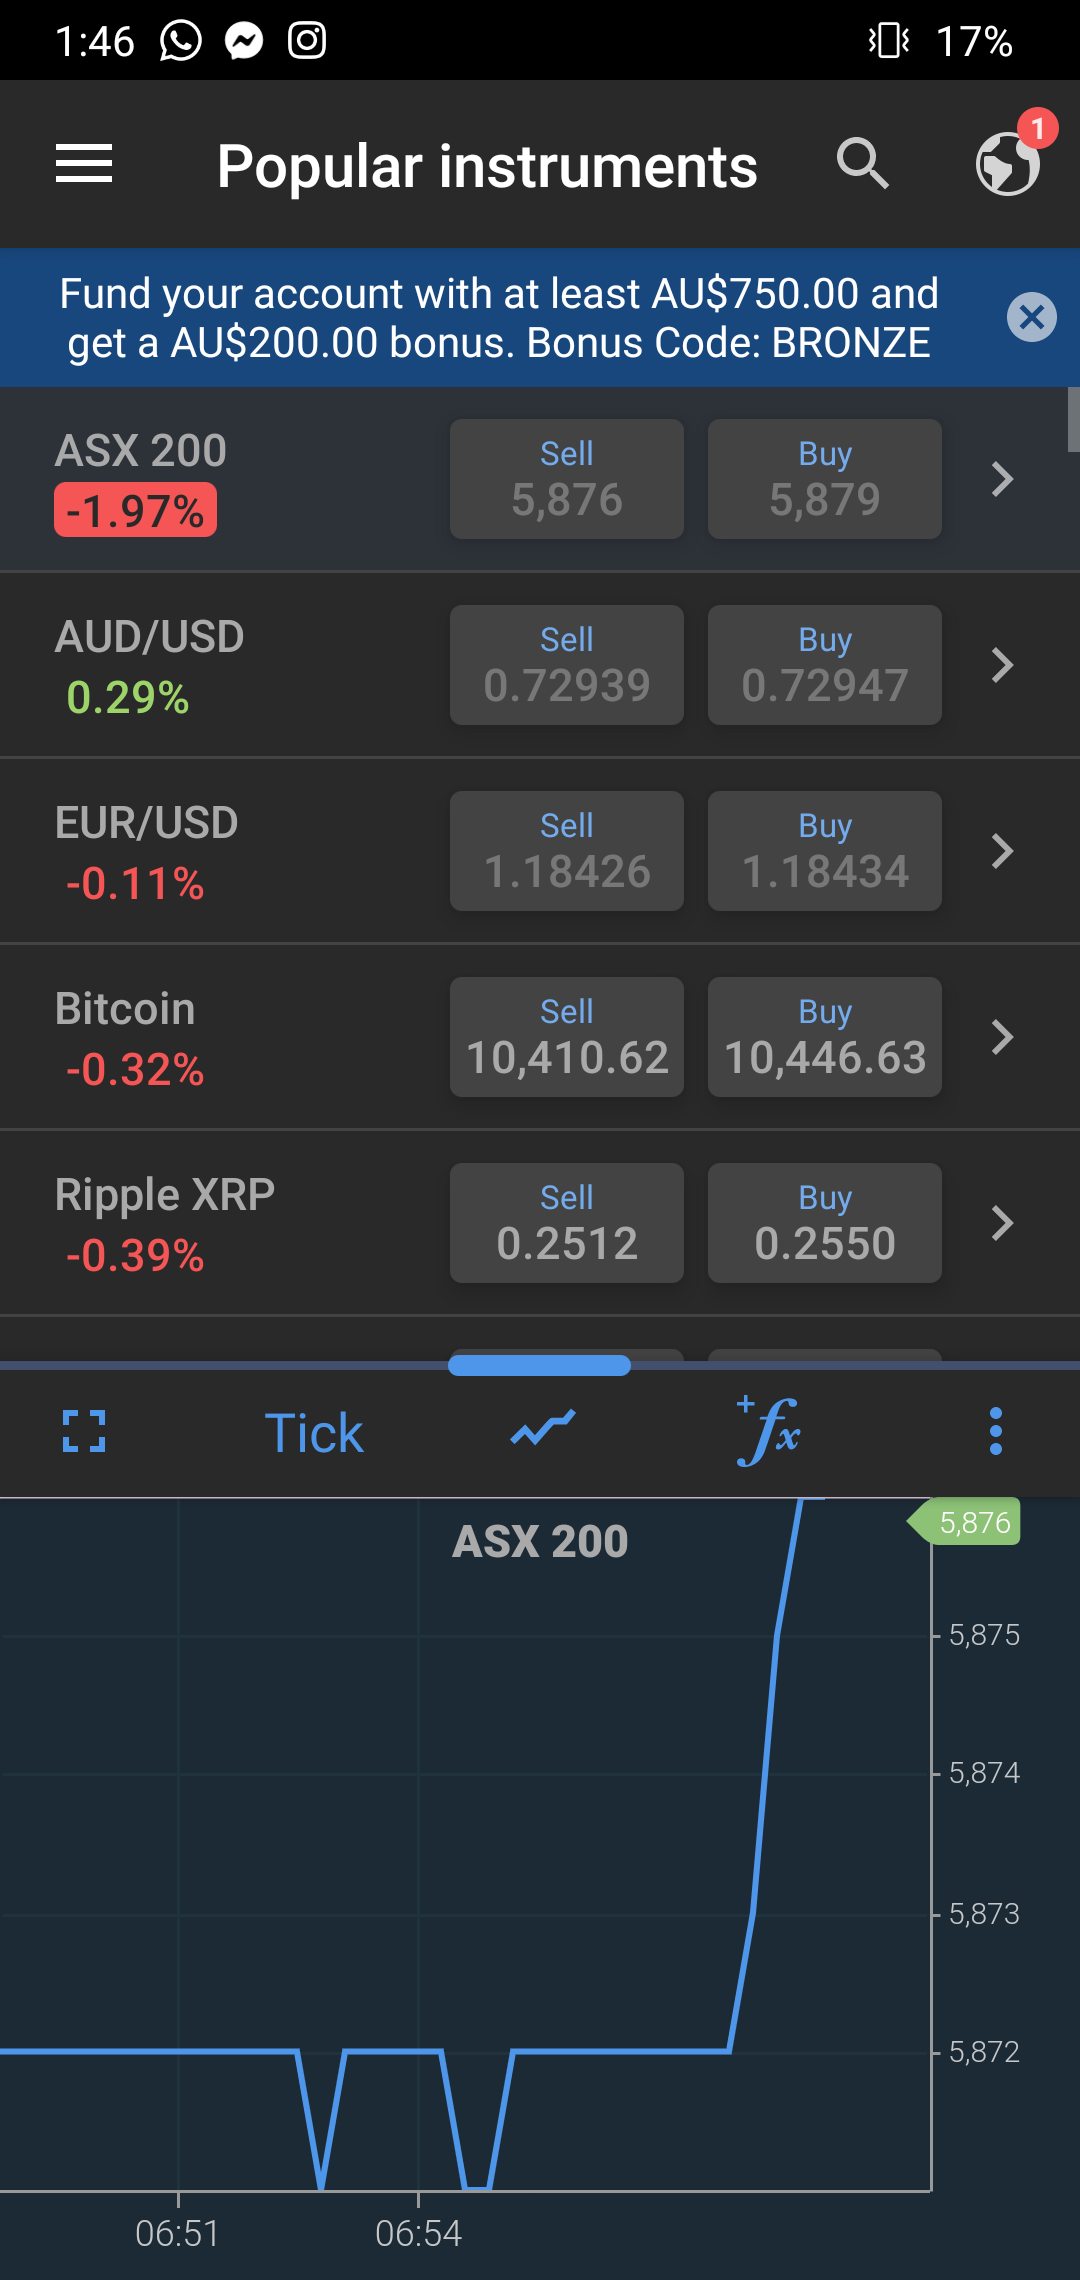 1:46 17%
Popular instruments
1
Fund your account with at least AU$750.00 and
get a AU$200.00 bonus. Bonus Code: BRONZE
ASX 200
-1.97%
Sell
5,876
Buy
5,879
AUD/USD
0.29%
Sell
0.72939
Buy
0.72947
EUR/USD
-0.11%
Sell
1.18426
Buy
1.18434
Bitcoin
-0.32%
Sell
10,410.62
Buy
10,446.63
Ripple XRP
-0.39%
Sell
0.2512
Buy
0.2550
Tick +fx
ASX 200
5,876
5,875
5,874
5,873
5,872
06:51 06:54